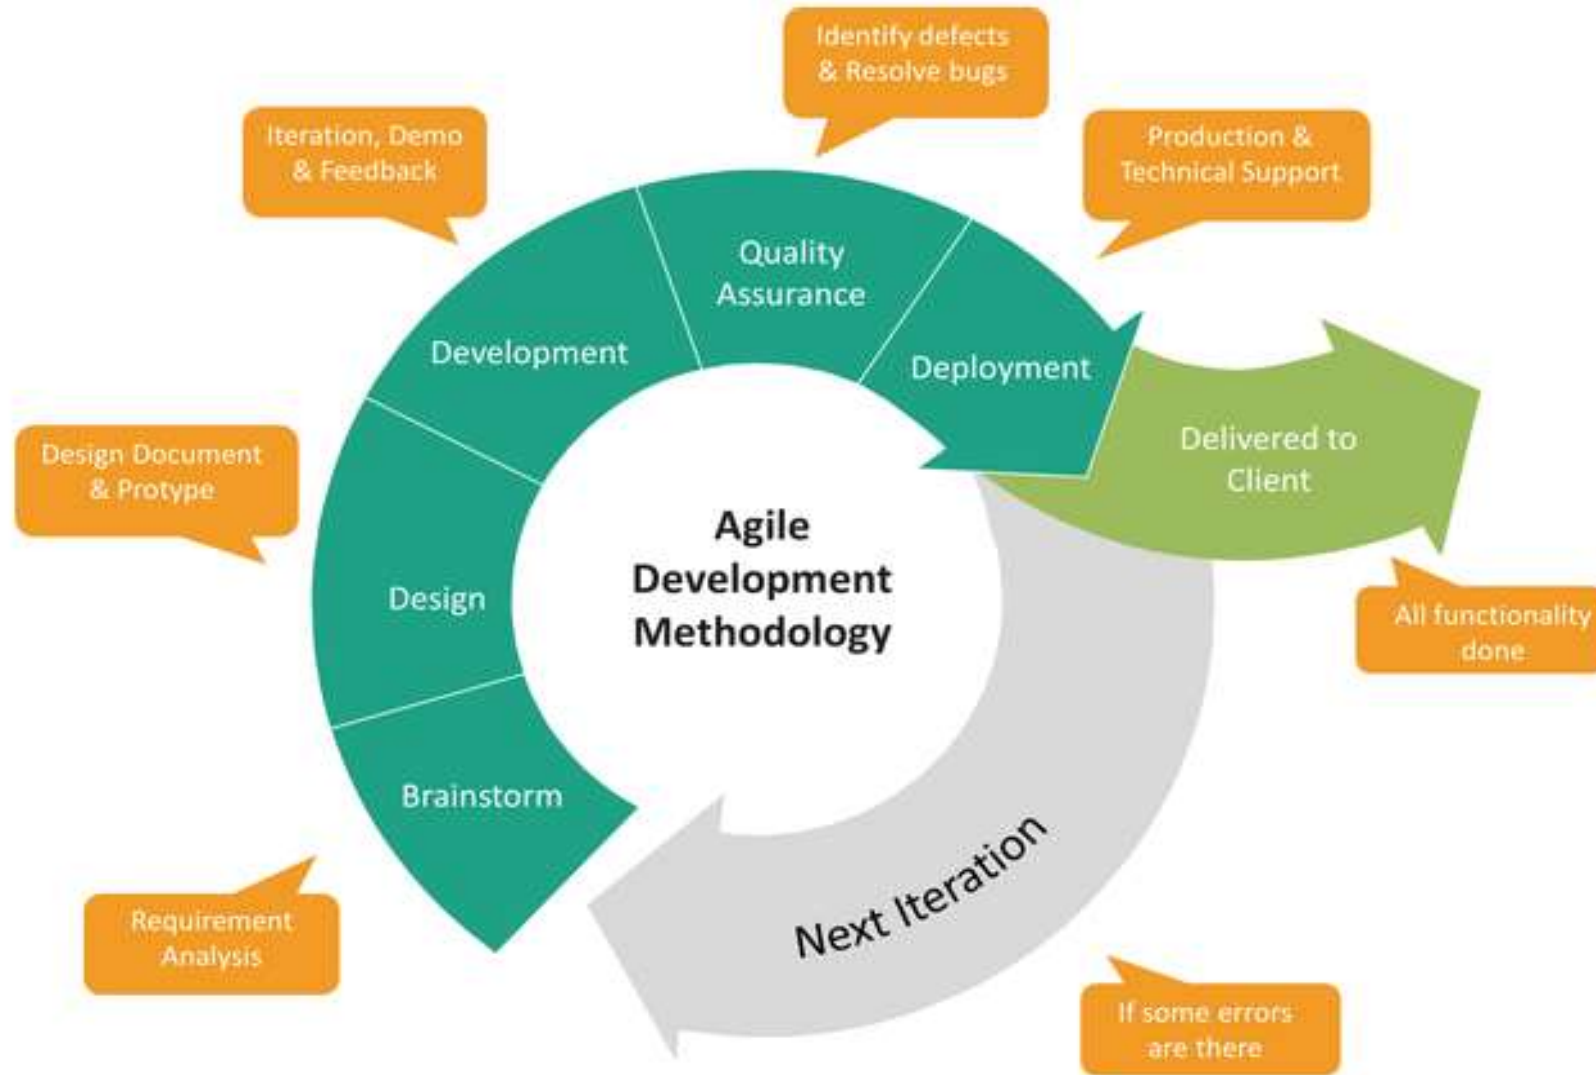 Identify defects
& Resolve bugs
Iteration, Demo
& Feedback
Production &
Technical Support
Quality
Assurance
Development
Deployment
Delivered to
Client
Design Document
& Protype
Agile
Development
Methodology
Design
All functionality
done
Brainstorm
Next Iteration
Requirement
Analysis
If some errors
are there